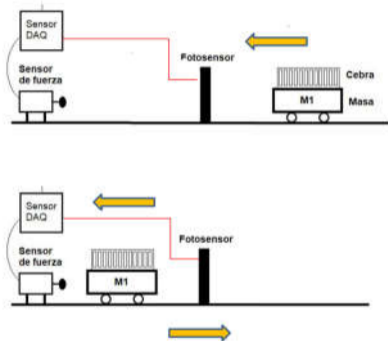 Sensor
DAQ
Sensor
de fuerza
Fotosensor
Cebra
M1
Masa
Sensor
DAQ
Fotosensor
Sensor
de fuerza
M1